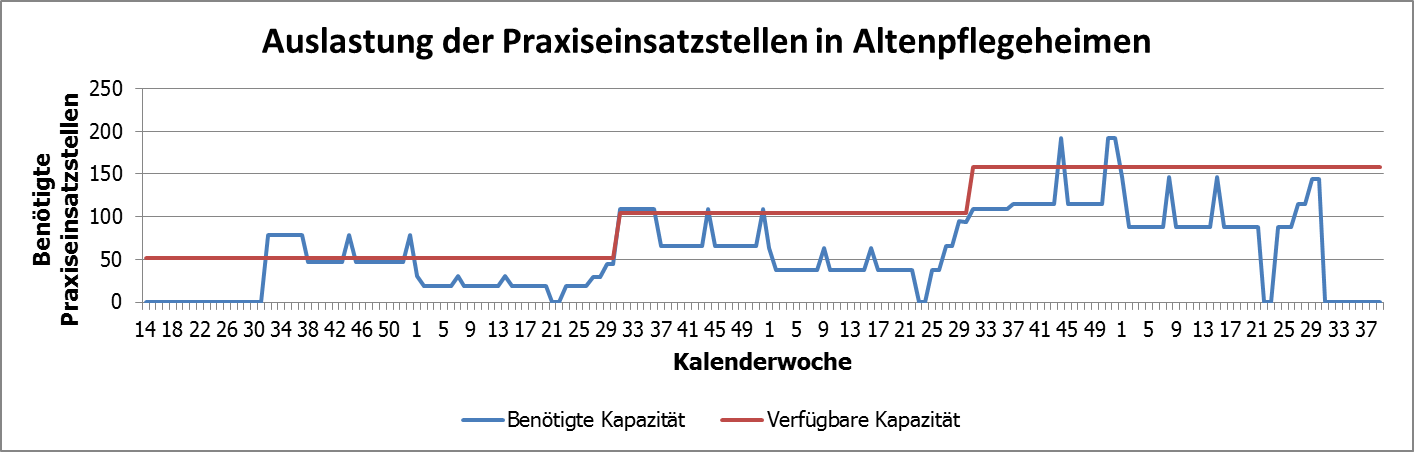 Auslastung der Praxiseinsatzstellen in Altenpflegeheimen
Benötigte
Praxiseinsatzstellen
250
200
150
100
50
0
14 18 22 26 30 34 38 42 46 50 1 5 9 13 17 21 25 29 33 37 41 45 49 1 5 9 13 17 21 25 29 33 37 41 45 49 1 5 9 13 17 21 25 29 33 37
Kalenderwoche
Benötigte Kapazität Verfügbare Kapazität